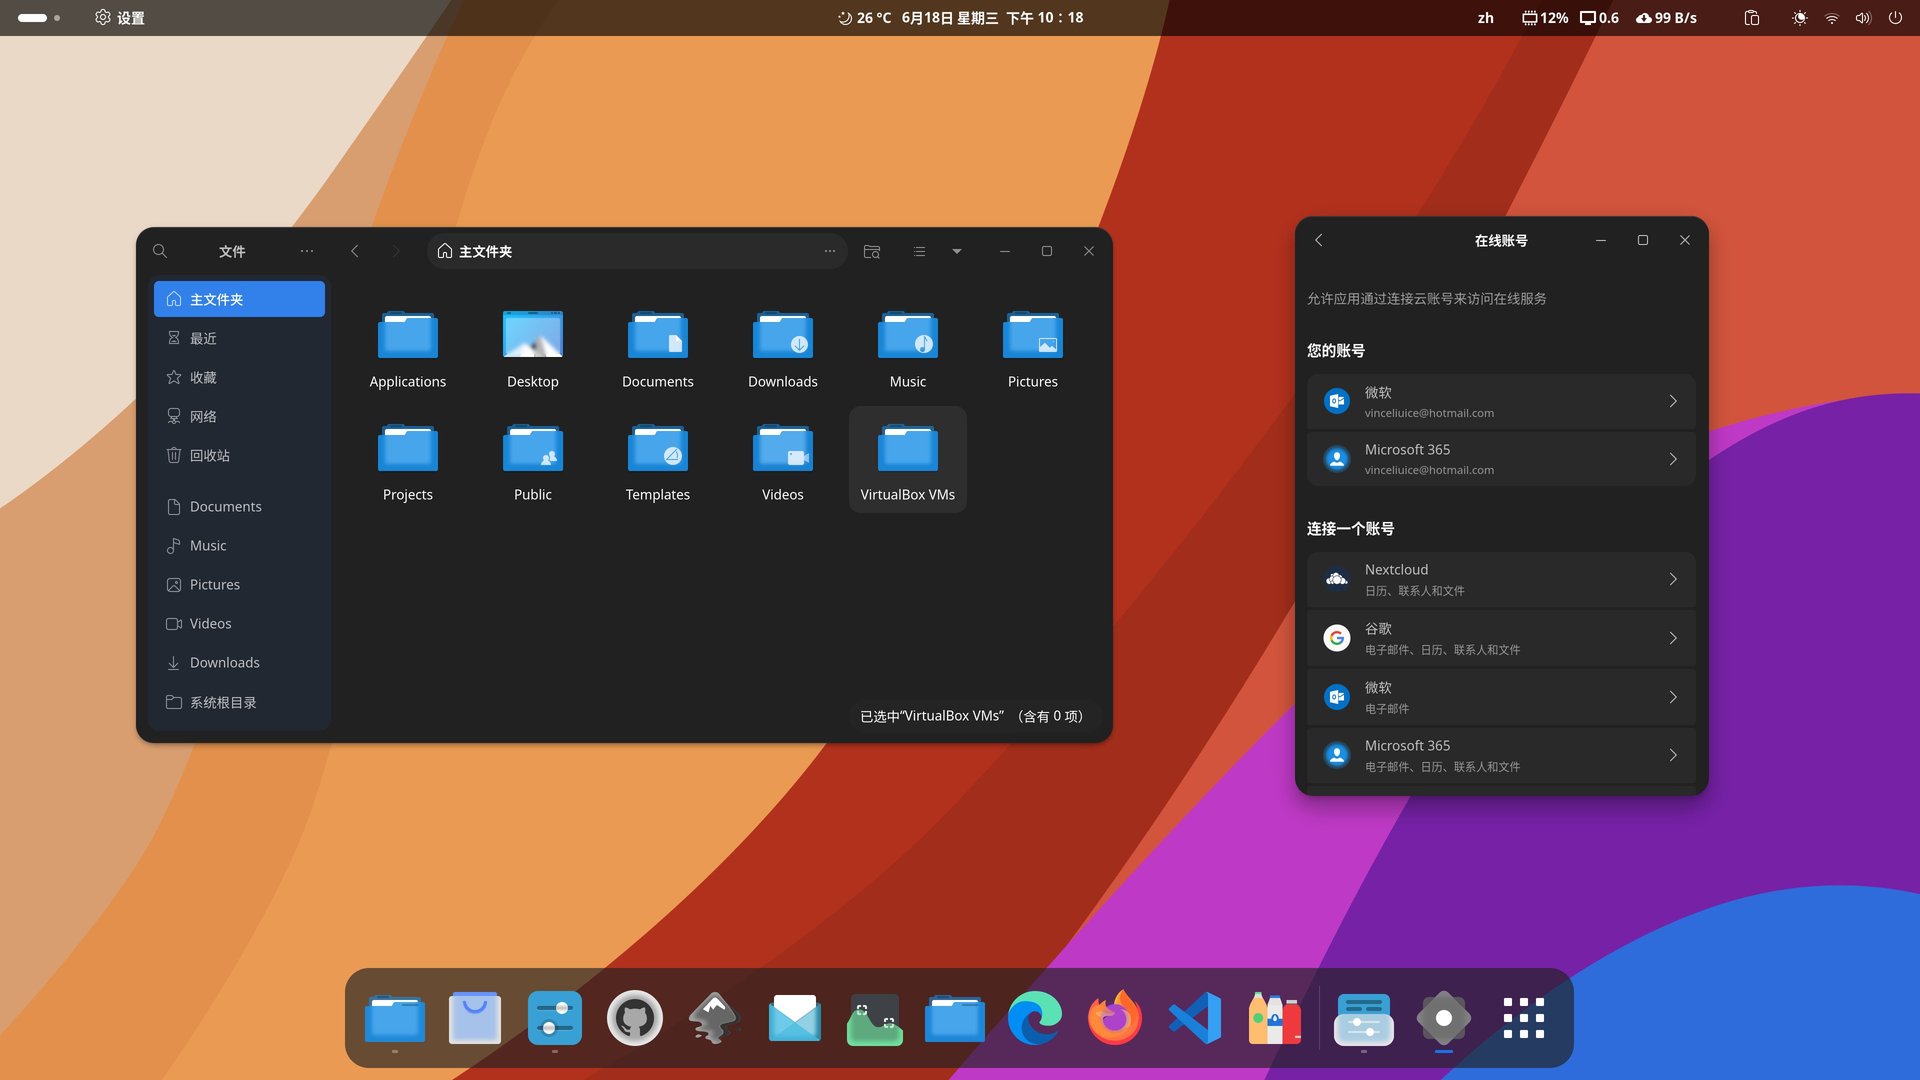 设置
26 °C 6月18日 星期三 下午 10：18
zh 12% 0.6 99 B/s
文件
主文件夹
主文件夹
最近
收藏
网络
回收站
Documents
Music
Pictures
Videos
Downloads
系统根目录
Applications Desktop Documents Downloads Music Pictures
Projects Public Templates Videos VirtualBox VMs
已选中“VirtualBox VMs” （含有 0 项）
在线账号
允许应用通过连接云账号来访问在线服务
您的账号
微软
vinceliuice@hotmail.com
Microsoft 365
vinceliuice@hotmail.com
连接一个账号
Nextcloud
日历、联系人和文件
谷歌
电子邮件、日历、联系人和文件
微软
电子邮件
Microsoft 365
电子邮件、日历、联系人和文件